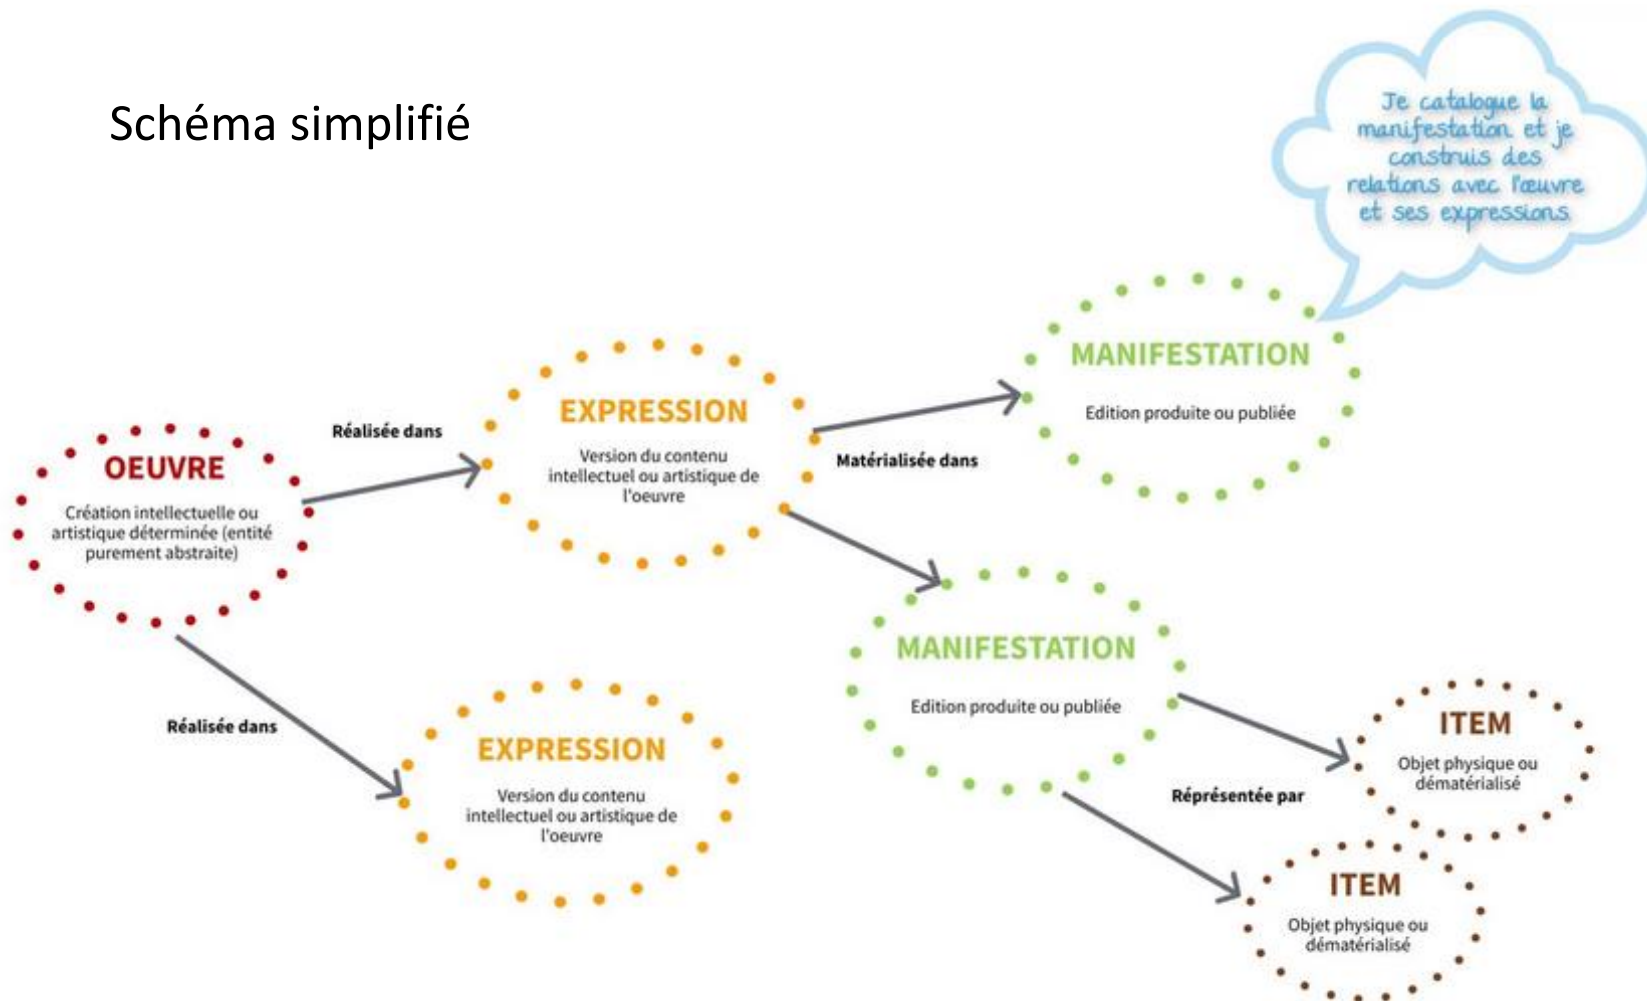 Schéma simplifié
Je catalogue la
manifestation et je
construis des
relations avec l'œuvre
et ses expressions
MANIFESTATION
Edition produite ou publiée
EXPRESSION
Version du contenu
intellectuel ou artistique de
l'oeuvre
Réalisée dans
Matérialisée dans
OEUVRE
Création intellectuelle ou
artistique déterminée (entité
purement abstraite)
MANIFESTATION
Edition produite ou publiée
Réalisée dans
EXPRESSION
Version du contenu
intellectuel ou artistique de
l'oeuvre
ITEM
Objet physique ou
dématérialisé
Réprésentée par
ITEM
Objet physique ou
dématérialisé